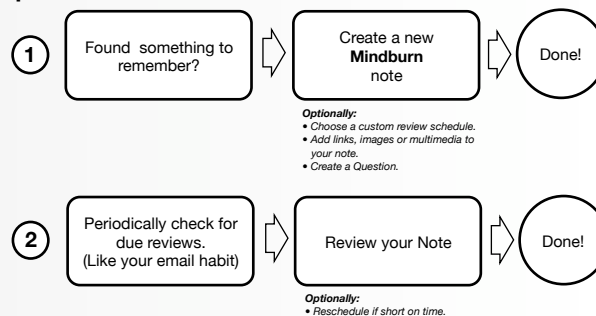 1
Found something to
remember?
Create a new
Mindburn
note
Done!
Optionally:
• Choose a custom review schedule.
• Add links, images or multimedia to
your note.
• Create a Question.
2
Periodically check for
due reviews.
(Like your email habit)
Review your Note
Done!
Optionally:
• Reschedule if short on time.